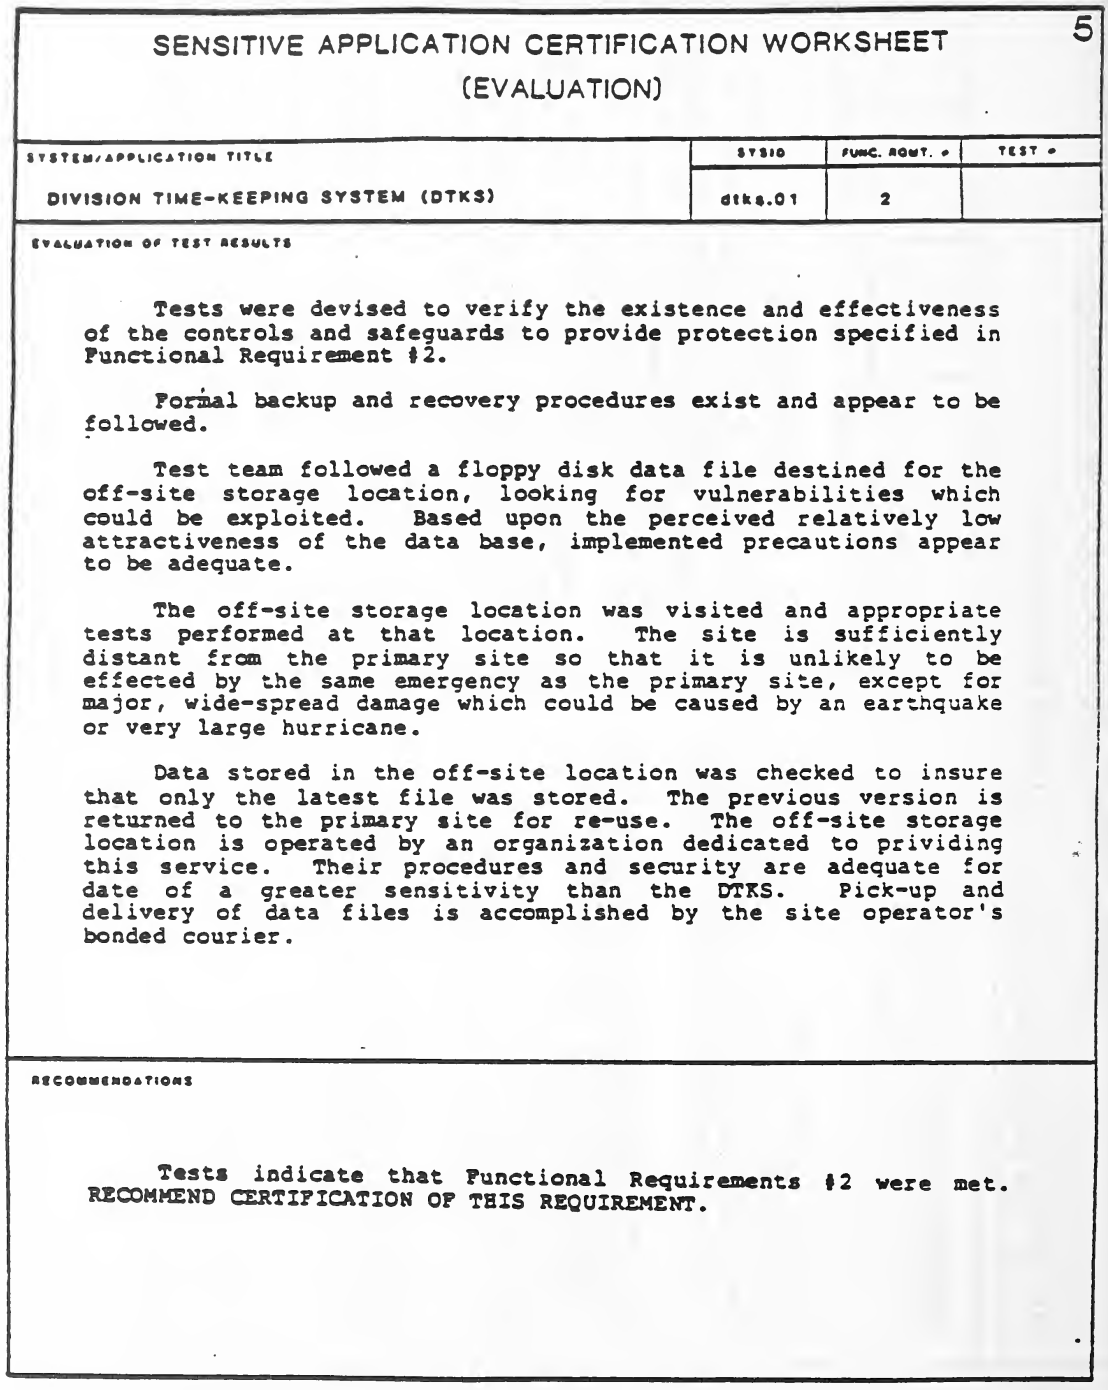 5
SENSITIVE APPLICATION CERTIFICATION WORKSHEET
(EVALUATION)
SYSTEM/APPLICATION TITLE
SYSID
FUNC. RQMT. #
TEST #
DIVISION TIME-KEEPING SYSTEM (DTKS)
dtks.01
2
EVALUATION OF TEST RESULTS
Tests were devised to verify the existence and effectiveness
of the controls and safeguards to provide protection specified in
Functional Requirement #2.
Formal backup and recovery procedures exist and appear to be
followed.
Test team followed a floppy disk data file destined for the
off-site storage location, looking for vulnerabilities which
could be exploited. Based upon the perceived relatively low
attractiveness of the data base, implemented precautions appear
to be adequate.
The off-site storage location was visited and appropriate
tests performed at that location. The site is sufficiently
distant from the primary site so that it is unlikely to be
effected by the same emergency as the primary site, except for
major, wide-spread damage which could be caused by an earthquake
or very large hurricane.
Data stored in the off-site location was checked to insure
that only the latest file was stored. The previous version is
returned to the primary site for re-use. The off-site storage
location is operated by an organization dedicated to prividing
this service. Their procedures and security are adequate for
date of a greater sensitivity than the DTKS. Pick-up and
delivery of data files is accomplished by the site operator's
bonded courier.
RECOMMENDATIONS
Tests indicate that Functional Requirements #2 were met.
RECOMMEND CERTIFICATION OF THIS REQUIREMENT.